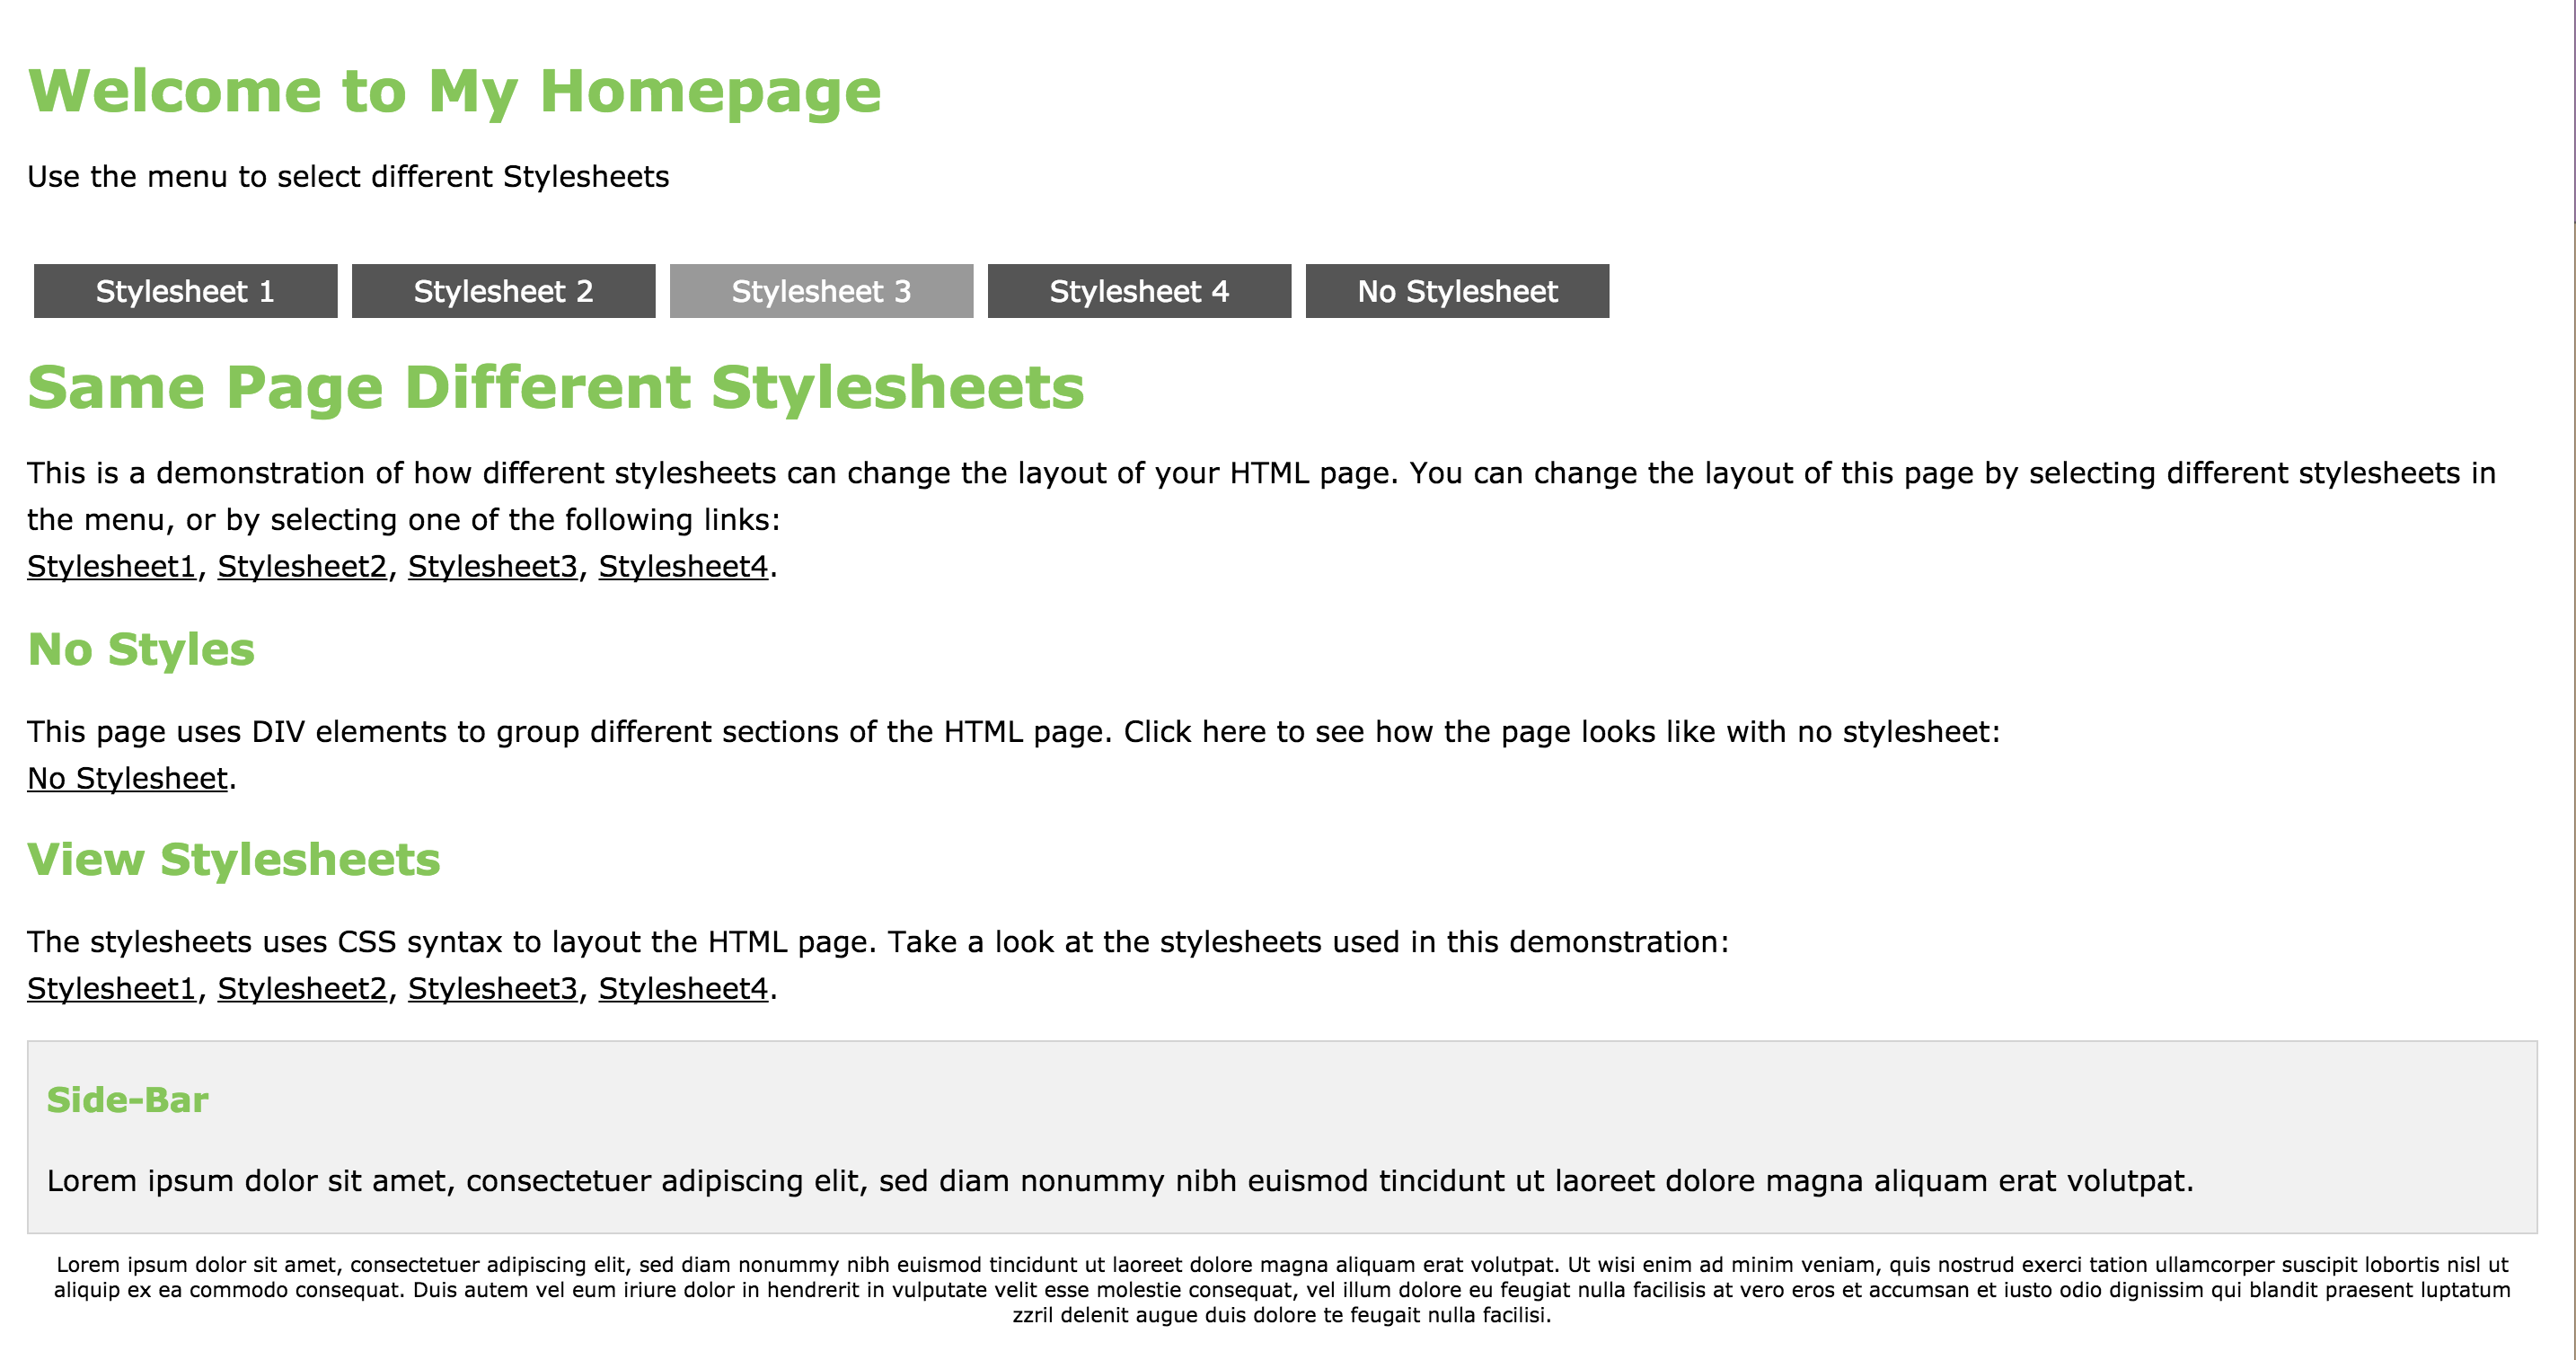 Welcome to My Homepage
Use the menu to select different Stylesheets
Stylesheet 1
Stylesheet 2
Stylesheet 3
Stylesheet 4
No Stylesheet
Same Page Different Stylesheets
This is a demonstration of how different stylesheets can change the layout of your HTML page. You can change the layout of this page by selecting different stylesheets in
the menu, or by selecting one of the following links:
Stylesheet1, Stylesheet2, Stylesheet3, Stylesheet4.
No Styles
This page uses DIV elements to group different sections of the HTML page. Click here to see how the page looks like with no stylesheet:
No Stylesheet.
View Stylesheets
The stylesheets uses CSS syntax to layout the HTML page. Take a look at the stylesheets used in this demonstration:
Stylesheet1, Stylesheet2, Stylesheet3, Stylesheet4.
Side-Bar
Lorem ipsum dolor sit amet, consectetuer adipiscing elit, sed diam nonummy nibh euismod tincidunt ut laoreet dolore magna aliquam erat volutpat.
Lorem ipsum dolor sit amet, consectetuer adipiscing elit, sed diam nonummy nibh euismod tincidunt ut laoreet dolore magna aliquam erat volutpat. Ut wisi enim ad minim veniam, quis nostrud exerci tation ullamcorper suscipit lobortis nisl ut
aliquip ex ea commodo consequat. Duis autem vel eum iriure dolor in hendrerit in vulputate velit esse molestie consequat, vel illum dolore eu feugiat nulla facilisis at vero eros et accumsan et iusto odio dignissim qui blandit praesent luptatum
zzril delenit augue duis dolore te feugait nulla facilisi.